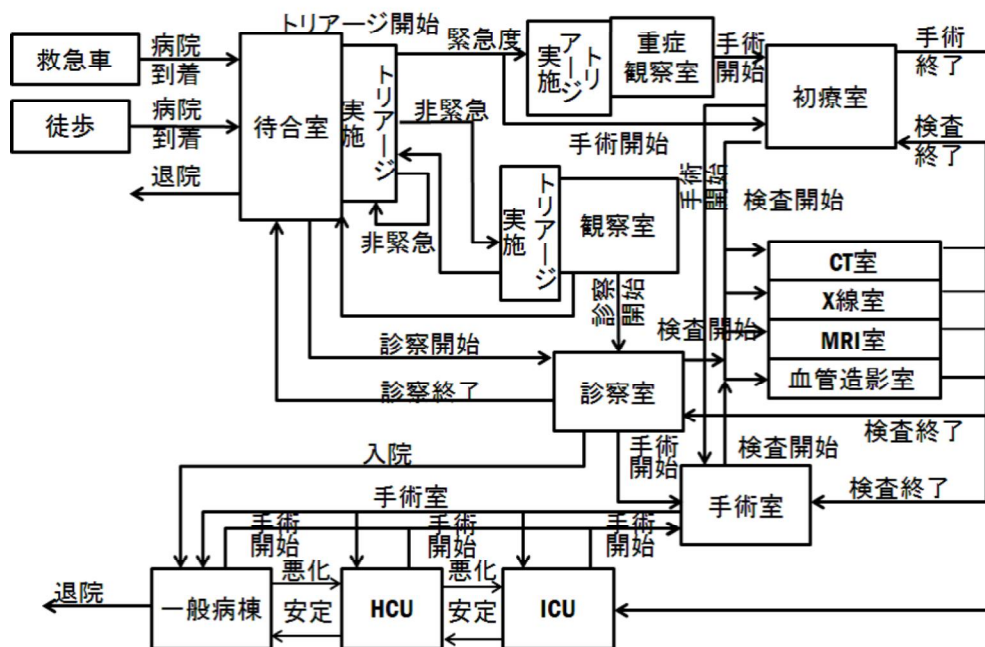 トリアージ開始
救急車
病院
到着
徒歩
病院
到着
退院
待合室
トリアージ
実施
緊急度
非緊急
非緊急
トリ
アージ
実施
重症
観察室
手術
開始
初療室
手術
終了
検査
終了
手術開始
手術
開始
検査開始
トリアージ
実施
観察室
診察
開始
検査開始
CT室
X線室
MRI室
血管造影室
診察開始
診察終了
診察室
検査終了
入院
手術
開始
検査開始
手術室
検査終了
手術室
手術
開始
手術
開始
手術
開始
退院
一般病棟
悪化
安定
HCU
悪化
安定
ICU